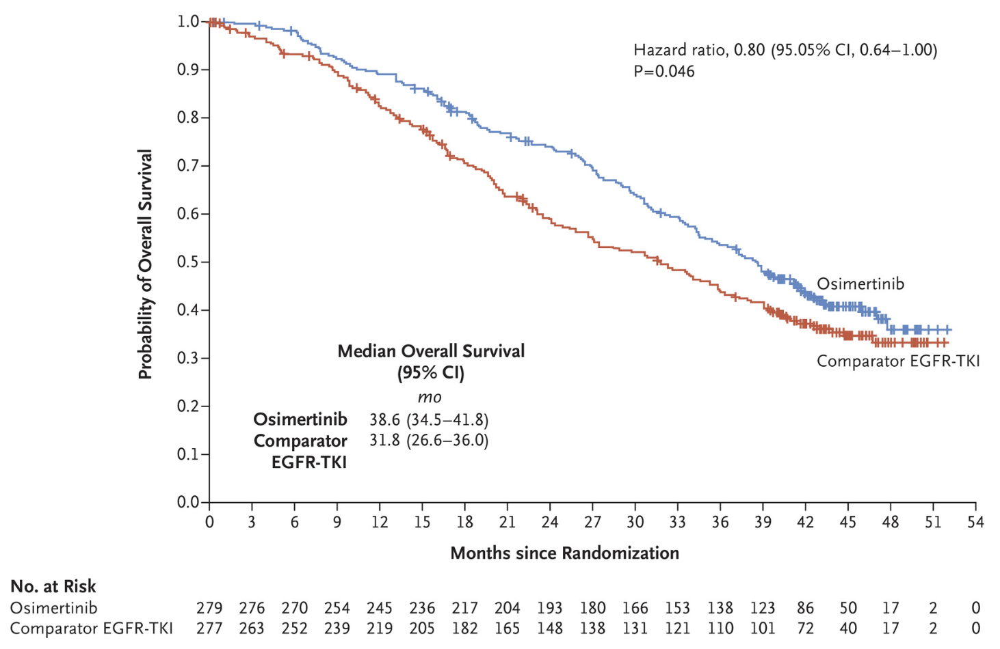 1.0
0.9
0.8
0.7
0.6
0.5
0.4
0.3
0.2
0.1
0.0
Probability of Overall Survival
Hazard ratio, 0.80 (95.05% CI, 0.64–1.00)
P=0.046
Osimertinib
Comparator EGFR-TKI
Median Overall Survival
(95% CI)
mo
Osimertinib 38.6 (34.5–41.8)
Comparator 31.8 (26.6–36.0)
EGFR-TKI
0 3 6 9 12 15 18 21 24 27 30 33 36 39 42 45 48 51 54
Months since Randomization
No. at Risk
Osimertinib 279 276 270 254 245 236 217 204 193 180 166 153 138 123 86 50 17 2 0
Comparator EGFR-TKI 277 263 252 239 219 205 182 165 148 138 131 121 110 101 72 40 17 2 0